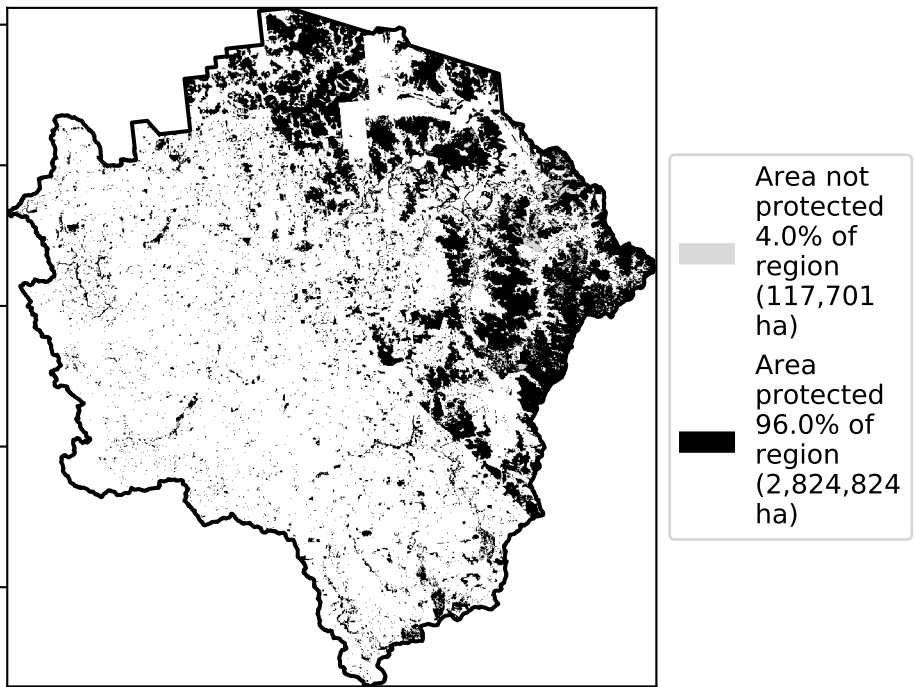 Area not
protected
4.0% of
region
(117,701
ha)
Area
protected
96.0% of
region
(2,824,824
ha)